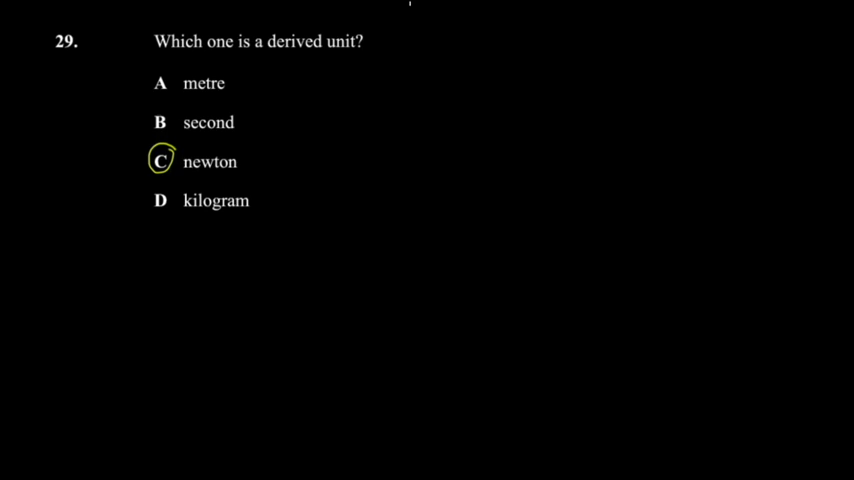 29. Which one is a derived unit?
A metre
B second
C newton
D kilogram